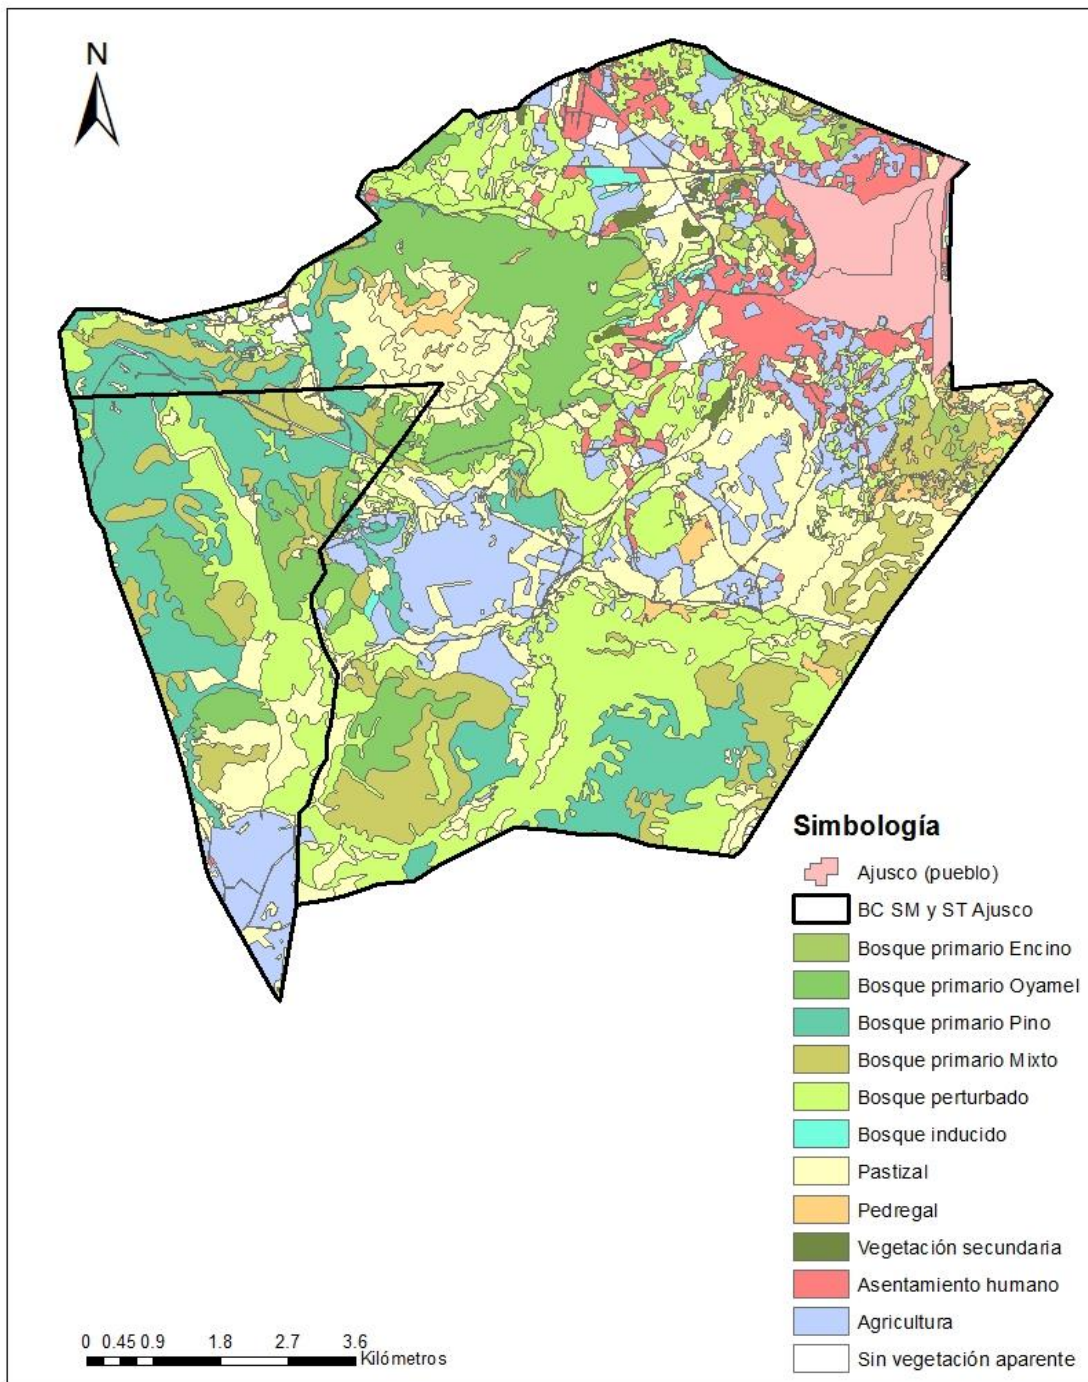 N
Simbología
Ajusco (pueblo)
BC SM y ST Ajusco
Bosque primario Encino
Bosque primario Oyamel
Bosque primario Pino
Bosque primario Mixto
Bosque perturbado
Bosque inducido
Pastizal
Pedregal
Vegetación secundaria
Asentamiento humano
Agricultura
Sin vegetación aparente
0 0.45 0.9 1.8 2.7 3.6
Kilómetros